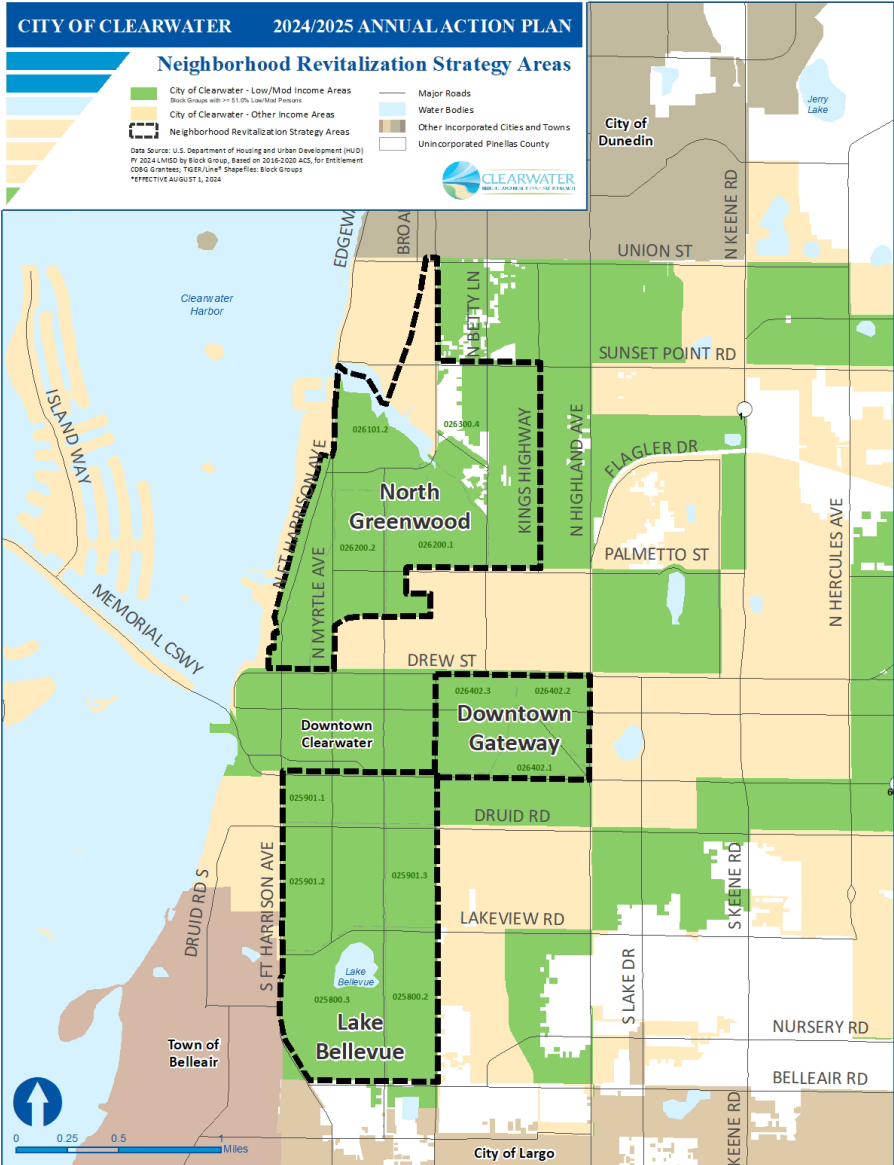 CITY OF CLEARWATER 2024/2025 ANNUAL ACTION PLAN
Neighborhood Revitalization Strategy Areas
City of Clearwater - Low/Mod Income Areas
Block Groups with >= 51.0% Low/Mod Persons
City of Clearwater - Other Income Areas
Neighborhood Revitalization Strategy Areas
Major Roads
Water Bodies
Other Incorporated Cities and Towns
Unincorporated Pinellas County
Data Source: U.S. Department of Housing and Urban Development (HUD)
FY 2024 LMISD by Block Group, Based on 2016-2020 ACS, for Entitlement
CDBG Grantees; TIGER/Line® Shapefiles: Block Groups
*EFFECTIVE AUGUST 1, 2024
CLEARWATER
City of
Dunedin
Jerry
Lake
N KEENE RD
UNION ST
Clearwater
Harbor
N BETTY LN
SUNSET POINT RD
ISLAND WAY
026101.2
026300.4
KINGS HIGHWAY
N HIGHLAND AVE
1
FLAGLER DR
North
Greenwood
N FT HARRISON AVE
026200.2
026200.1
PALMETTO ST
N HERCULES AVE
N MYRTLE AVE
MEMORIAL CSWY
DREW ST
026402.3
026402.2
Downtown
Gateway
026402.1
Downtown
Clearwater
6
025901.1
DRUID RD
025901.2
025901.3
S FT HARRISON AVE
DRUID RD S
LAKEVIEW RD
S KEENE RD
Lake
Bellevue
025800.3
025800.2
Lake
Bellevue
S LAKE DR
NURSERY RD
BELLEAIR RD
Town of
Belleair
KEENE RD
City of Largo
0 0.25 0.5 1
Miles